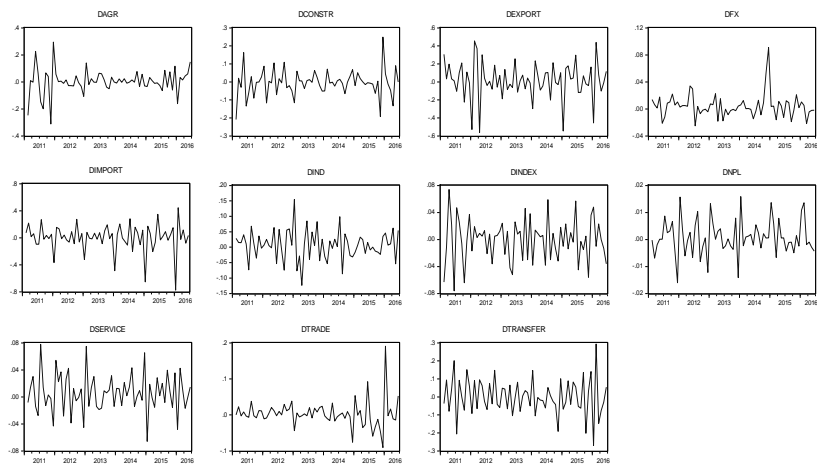 DAGR DCONSTR DEXPORT DFX
.4 .3 .6 .12
.2 .2 .4 .08
.1 .2
.0 .0 .0 .04
-.1 -.2
-.2 -.2 -.4 .00
-.4 -.3 -.6 -.04
2011 2012 2013 2014 2015 2016 2011 2012 2013 2014 2015 2016 2011 2012 2013 2014 2015 2016 2011 2012 2013 2014 2015 2016
DIMPORT DIND DINDEX DNPL
.8 .20 .08 .02
.15
.4 .10 .04 .01
.05
.0 .00 .00 .00
-.05
-.4 -.10 -.04 -.01
-.8 -.15 -.08 -.02
2011 2012 2013 2014 2015 2016 2011 2012 2013 2014 2015 2016 2011 2012 2013 2014 2015 2016 2011 2012 2013 2014 2015 2016
DSERVICE DTRADE DTRANSFER
.08 .2 .3
.2
.04 .1 .1
.00 .0 .0
-.1
-.04 -.2
-.08 -.1 -.3
2011 2012 2013 2014 2015 2016 2011 2012 2013 2014 2015 2016 2011 2012 2013 2014 2015 2016